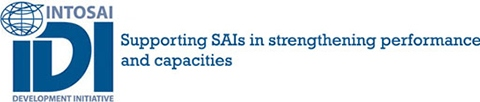 INTOSAI
IDI
DEVELOPMENT INITIATIVE
Supporting SAIs in strengthening performance
and capacities